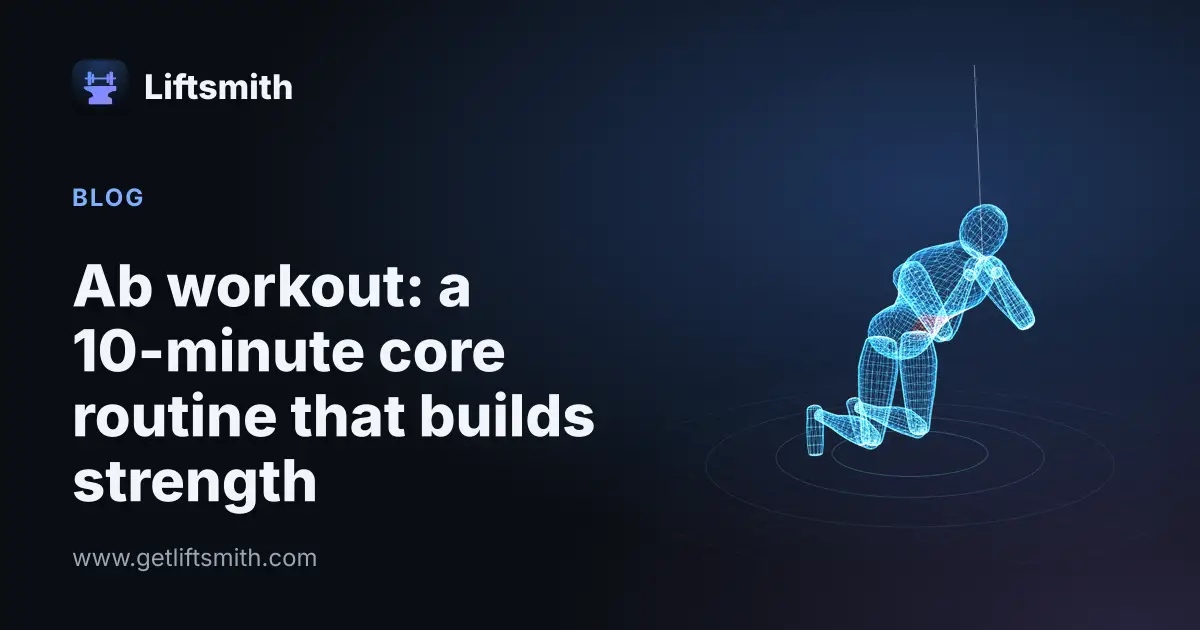 Liftsmith
BLOG
Ab workout: a
10-minute core
routine that builds
strength
www.getliftsmith.com